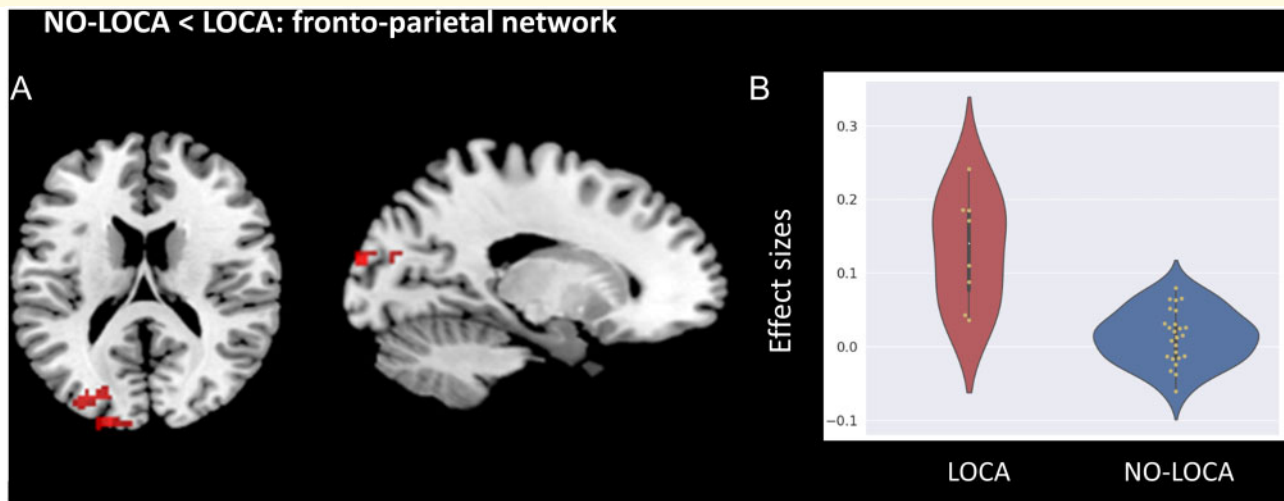 NO-LOCA < LOCA: fronto-parietal network
A
B
Effect sizes
0.3
0.2
0.1
0.0
−0.1
LOCA NO-LOCA